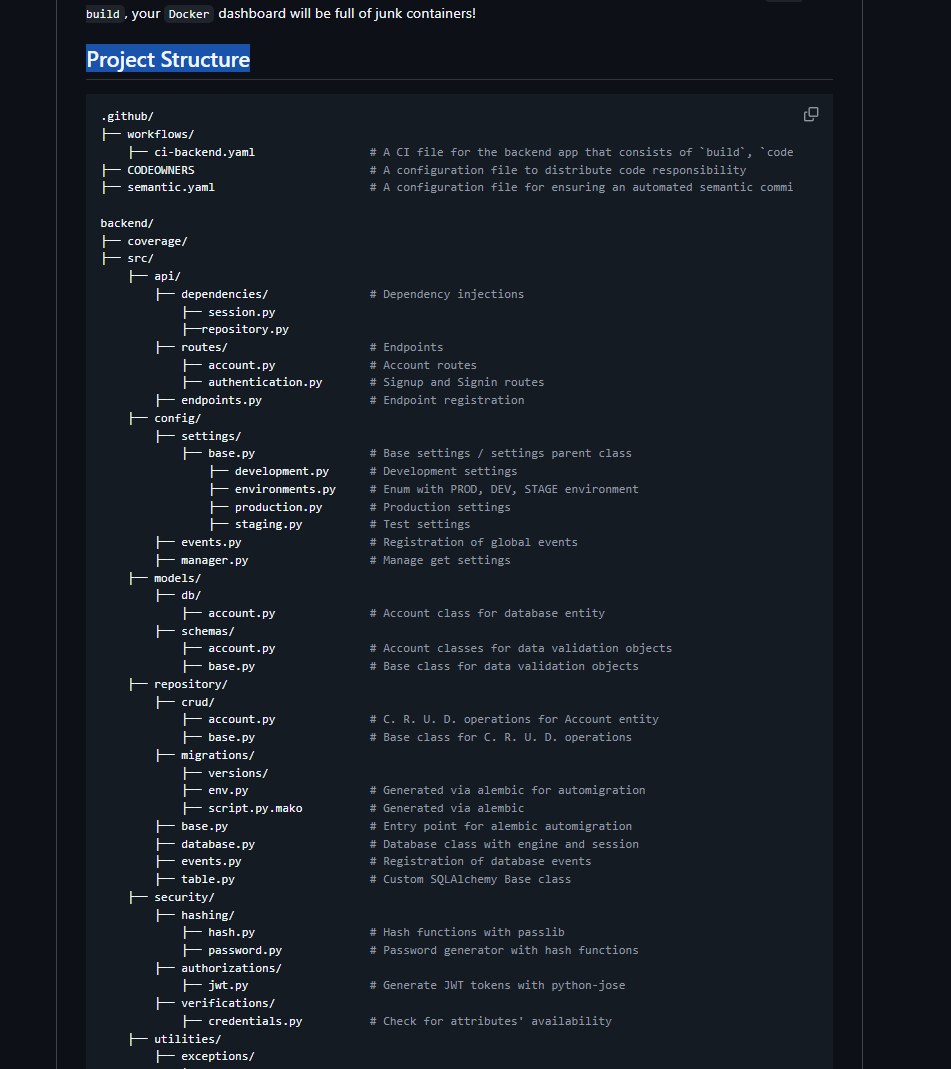 build, your Docker dashboard will be full of junk containers!
Project Structure
.github/
├── workflows/
    ├── ci-backend.yaml                 # A CI file for the backend app that consists of `build`, `code
├── CODEOWNERS                          # A configuration file to distribute code responsibility
├── semantic.yaml                       # A configuration file for ensuring an automated semantic commi

backend/
├── coverage/
├── src/
    ├── api/
        ├── dependencies/               # Dependency injections
            ├── session.py
            ├──repository.py
        ├── routes/                     # Endpoints
            ├── account.py              # Account routes
            ├── authentication.py       # Signup and Signin routes
        ├── endpoints.py                # Endpoint registration
    ├── config/
        ├── settings/
            ├── base.py                 # Base settings / settings parent class
                ├── development.py      # Development settings
                ├── environments.py     # Enum with PROD, DEV, STAGE environment
                ├── production.py       # Production settings
                ├── staging.py          # Test settings
        ├── events.py                   # Registration of global events
        ├── manager.py                  # Manage get settings
    ├── models/
        ├── db/
            ├── account.py              # Account class for database entity
        ├── schemas/
            ├── account.py              # Account classes for data validation objects
            ├── base.py                 # Base class for data validation objects
    ├── repository/
        ├── crud/
            ├── account.py              # C. R. U. D. operations for Account entity
            ├── base.py                 # Base class for C. R. U. D. operations
        ├── migrations/
            ├── versions/
            ├── env.py                  # Generated via alembic for automigration
            ├── script.py.mako          # Generated via alembic
        ├── base.py                     # Entry point for alembic automigration
        ├── database.py                 # Database class with engine and session
        ├── events.py                   # Registration of database events
        ├── table.py                    # Custom SQLAlchemy Base class
    ├── security/
        ├── hashing/
            ├── hash.py                 # Hash functions with passlib
            ├── password.py             # Password generator with hash functions
        ├── authorizations/
            ├── jwt.py                  # Generate JWT tokens with python-jose
        ├── verifications/
            ├── credentials.py          # Check for attributes' availability
    ├── utilities/
        ├── exceptions/